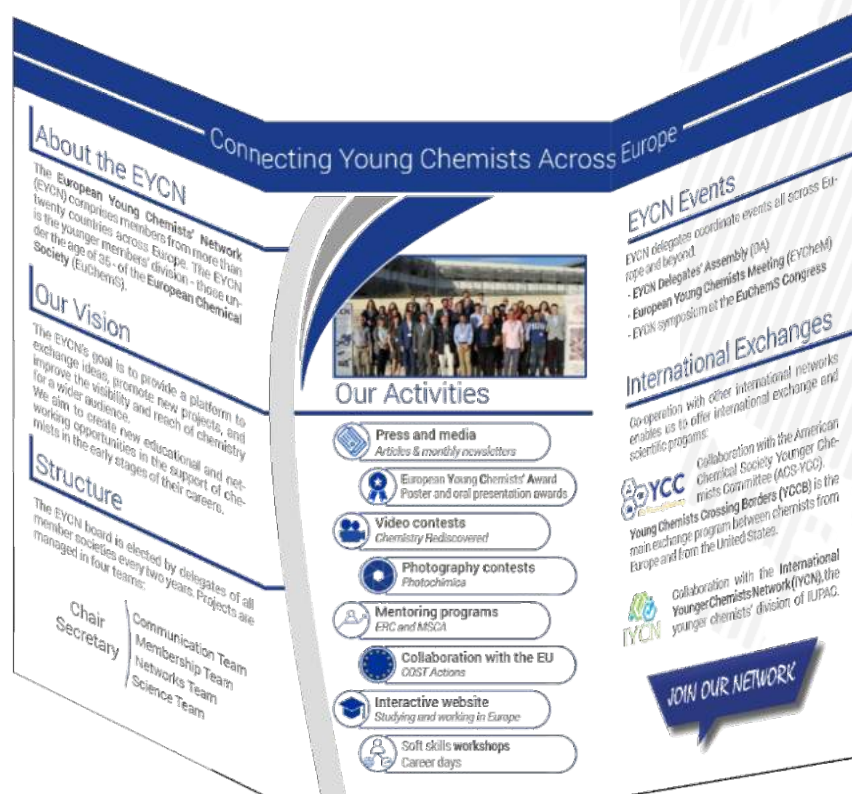 Connecting Young Chemists Across Europe
About the EYCN
The European Young Chemists' Network
(EYCN) comprises members from more than
twenty countries across Europe. The EYCN
is the younger members' division - those un-
der the age of 35 - of the European Chemical
Society (EuChemS).
Our Vision
The EYCN's goal is to provide a platform to
exchange ideas, promote new projects, and
improve the visibility and reach of chemistry
for a wider audience.
We aim to create new educational and net-
working opportunities in the support of che-
mists in the early stages of their careers.
Structure
The EYCN board is elected by delegates of all
member societies every two years. Projects are
managed in four teams:
Chair
Secretary
Communication Team
Membership Team
Networks Team
Science Team
Our Activities
Press and media
Articles & monthly newsletters
European Young Chemists' Award
Poster and oral presentation awards
Video contests
Chemistry Rediscovered
Photography contests
Photochimica
Mentoring programs
ERC and MSCA
Collaboration with the EU
COST Actions
Interactive website
Studying and working in Europe
Soft skills workshops
Career days
EYCN Events
EYCN delegates coordinate events all across Eu-
rope and beyond.
- EYCN Delegates' Assembly (DA)
- European Young Chemists Meeting (EYCheM)
- EYCN symposium at the EuChemS Congress
International Exchanges
Co-operation with other international networks
enables us to offer international exchange and
scientific progams:
YCC
Collaboration with the American
Chemical Society Younger Che-
mists Committee (ACS-YCC).
Young Chemists Crossing Borders (YCCB) is the
main exchange program between chemists from
Europe and from the United States.
IYCN
Collaboration with the International
Younger Chemists Network (IYCN), the
younger chemists' division of IUPAC.
JOIN OUR NETWORK